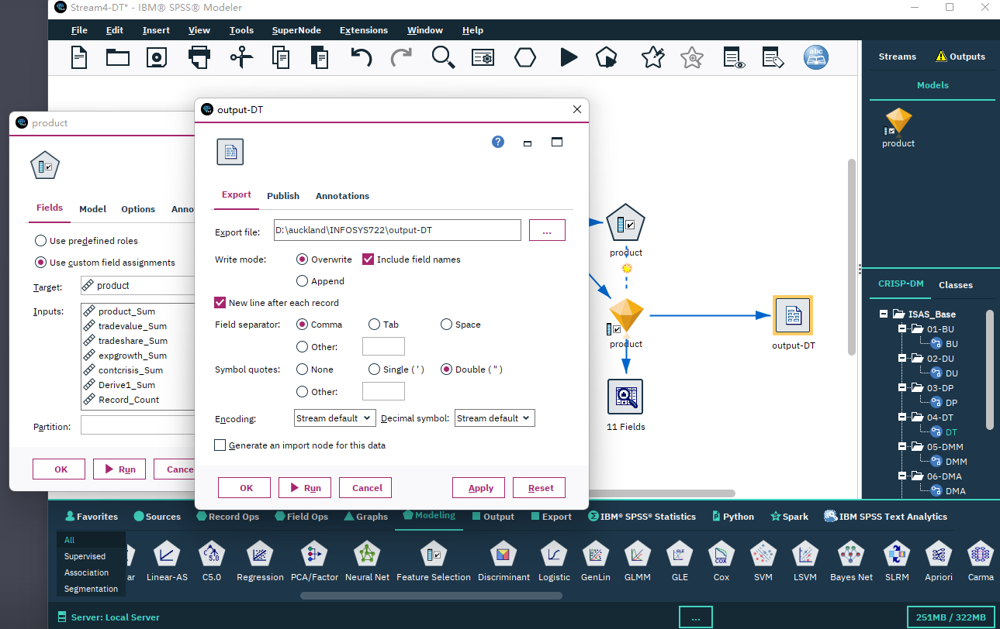 Stream4-DT* - IBM® SPSS® Modeler
File Edit Insert View Tools SuperNode Extensions Window Help
abc
Streams Outputs
Models
product
product
Fields Model Options Anno
Use predefined roles
Use custom field assignments
Target: product
Inputs: product_Sum
tradevalue_Sum
tradeshare_Sum
expgrowth_Sum
contcrisis_Sum
Derive1_Sum
Record_Count
Partition:
OK Run Cance
output-DT
?
Export Publish Annotations
Export file: D:\auckland\INFOSYS722\output-DT ...
Write mode: Overwrite Include field names
Append
New line after each record
Field separator: Comma Tab Space
Other:
Symbol quotes: None Single ( ' ) Double ( " )
Other:
Encoding: Stream default Decimal symbol: Stream default
Generate an import node for this data
OK Run Cancel Apply Reset
product
product
output-DT
11 Fields
CRISP-DM Classes
ISAS_Base
01-BU
BU
02-DU
DU
03-DP
DP
04-DT
DT
05-DMM
DMM
06-DMA
DMA
Favorites Sources Record Ops Field Ops Graphs Modeling Output Export IBM® SPSS® Statistics Python Spark IBM SPSS Text Analytics
All
Supervised
Association
Segmentation
ar Linear-AS C5.0 Regression PCA/Factor Neural Net Feature Selection Discriminant Logistic GenLin GLMM GLE Cox SVM LSVM Bayes Net SLRM Apriori Carma
Server: Local Server ... 251MB / 322MB